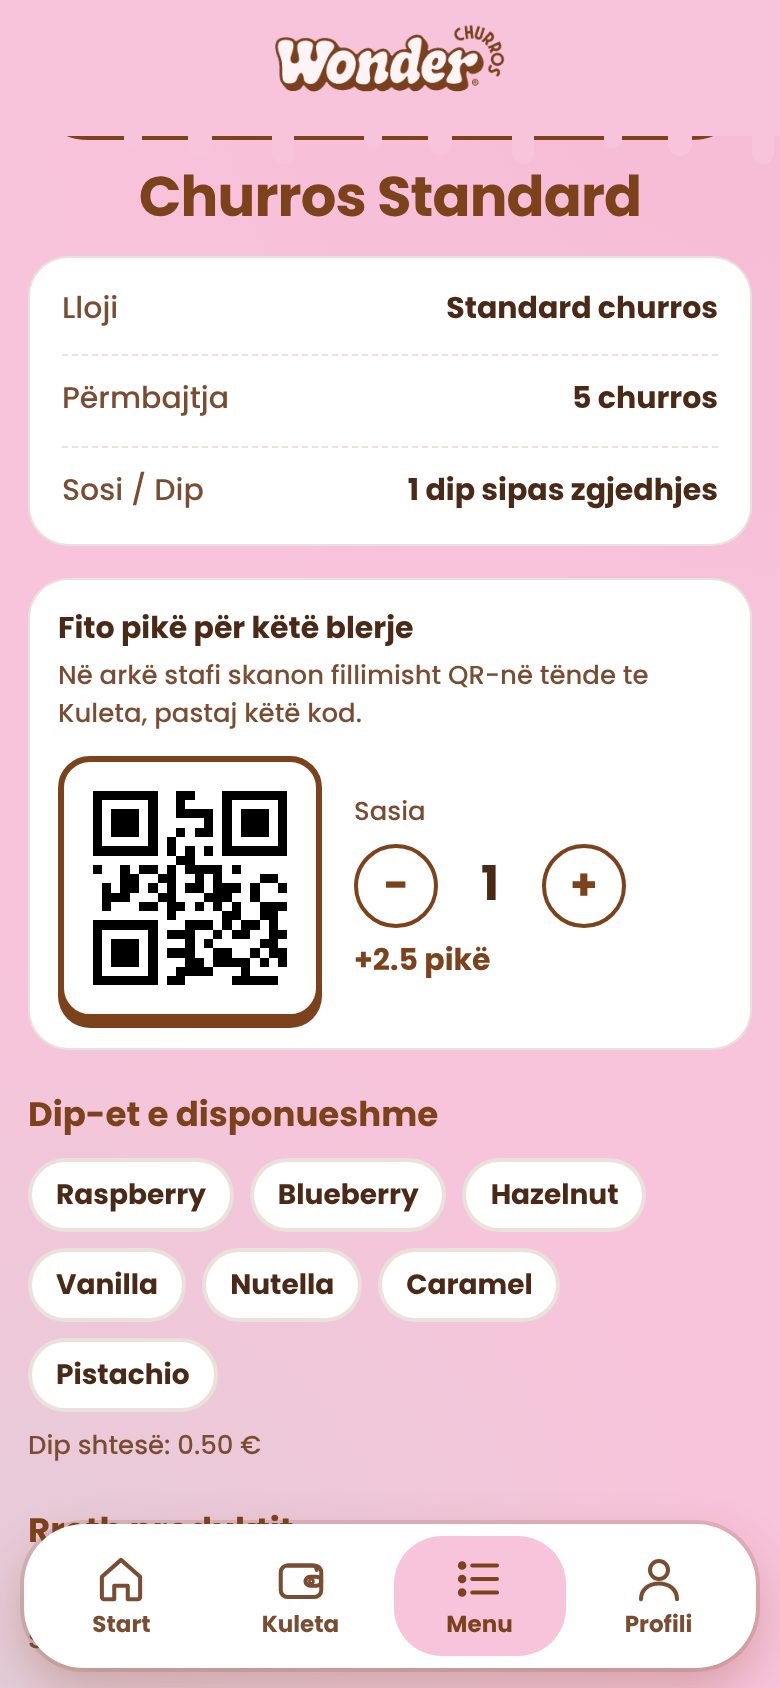 Wonder CHURROS ®
Churros Standard
Lloji Standard churros
Përmbajtja 5 churros
Sosi / Dip 1 dip sipas zgjedhjes
Fito pikë për këtë blerje
Në arkë stafi skanon fillimisht QR-në tënde te
Kuleta, pastaj këtë kod.
Sasia
− 1 +
+2.5 pikë
Dip-et e disponueshme
Raspberry Blueberry Hazelnut
Vanilla Nutella Caramel
Pistachio
Dip shtesë: 0.50 €
Rreth produktit
Start Kuleta Menu Profili